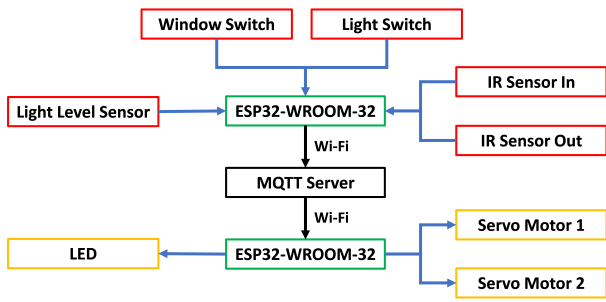 Window Switch
Light Switch
Light Level Sensor
ESP32-WROOM-32
IR Sensor In
IR Sensor Out
Wi-Fi
MQTT Server
Wi-Fi
LED
ESP32-WROOM-32
Servo Motor 1
Servo Motor 2